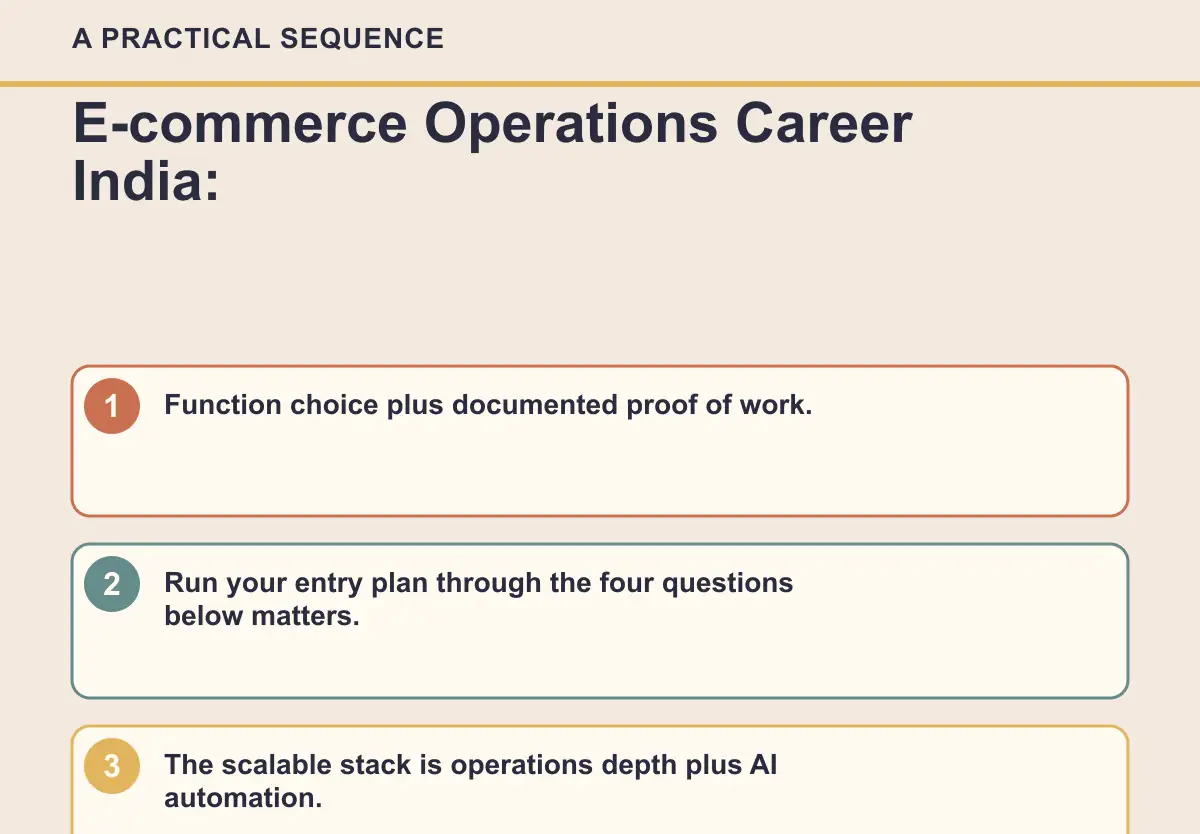 A PRACTICAL SEQUENCE
E-commerce Operations Career
India:
1
Function choice plus documented proof of work.
2
Run your entry plan through the four questions
below matters.
3
The scalable stack is operations depth plus AI
automation.